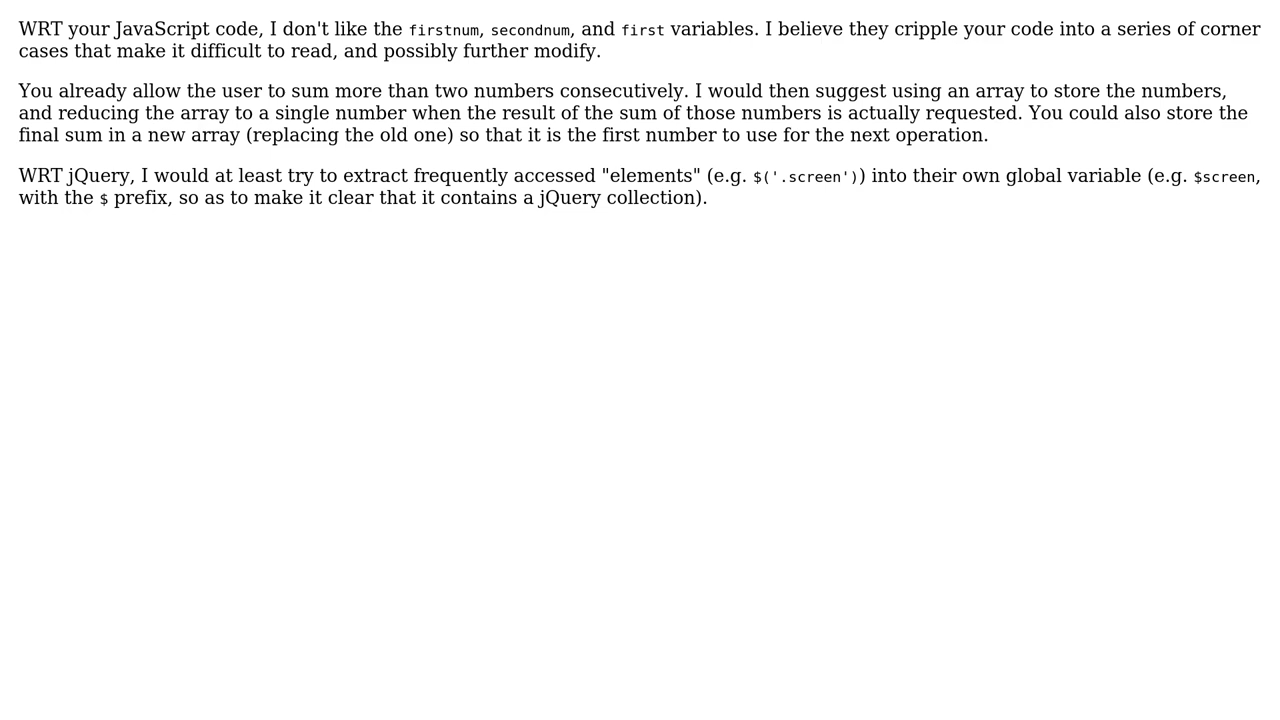 WRT your JavaScript code, I don't like the firstnum, secondnum, and first variables. I believe they cripple your code into a series of corner
cases that make it difficult to read, and possibly further modify.
You already allow the user to sum more than two numbers consecutively. I would then suggest using an array to store the numbers,
and reducing the array to a single number when the result of the sum of those numbers is actually requested. You could also store the
final sum in a new array (replacing the old one) so that it is the first number to use for the next operation.
WRT jQuery, I would at least try to extract frequently accessed "elements" (e.g. $('.screen')) into their own global variable (e.g. $screen,
with the $ prefix, so as to make it clear that it contains a jQuery collection).